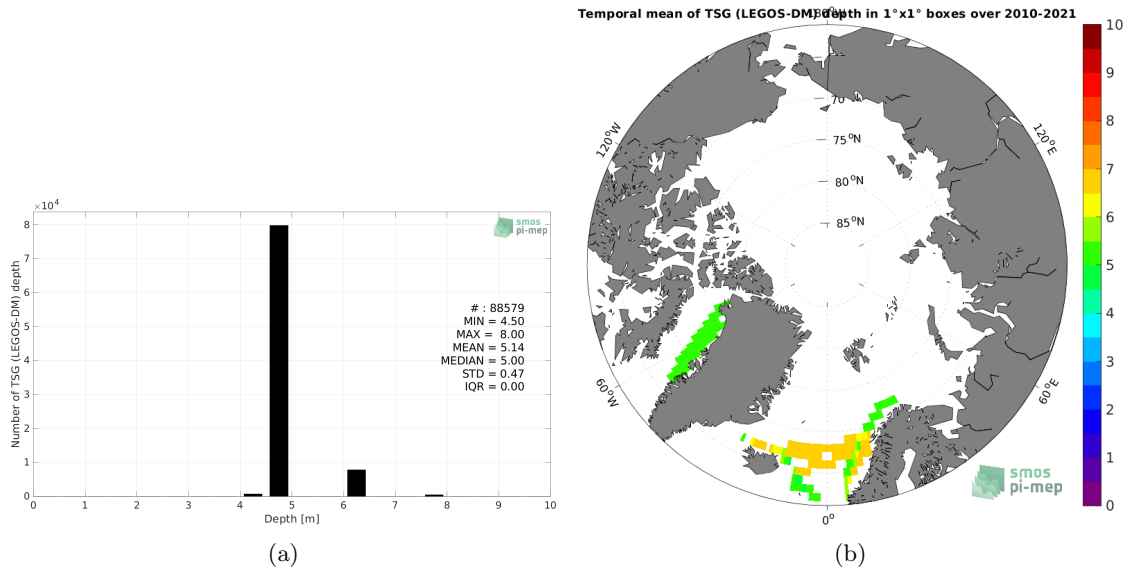 ×10⁴
8
7
6
5
4
3
2
1
0
Number of TSG (LEGOS-DM) depth
smos
pi-mep
# : 88579
MIN = 4.50
MAX = 8.00
MEAN = 5.14
MEDIAN = 5.00
STD = 0.47
IQR = 0.00
0 1 2 3 4 5 6 7 8 9 10
Depth [m]
(a)
Temporal mean of TSG (LEGOS-DM) depth in 1°x1° boxes over 2010-2021
120°W
120°E
75°N
80°N
85°N
60°W
60°E
0°
smos
pi-mep
10
9
8
7
6
5
4
3
2
1
0
(b)